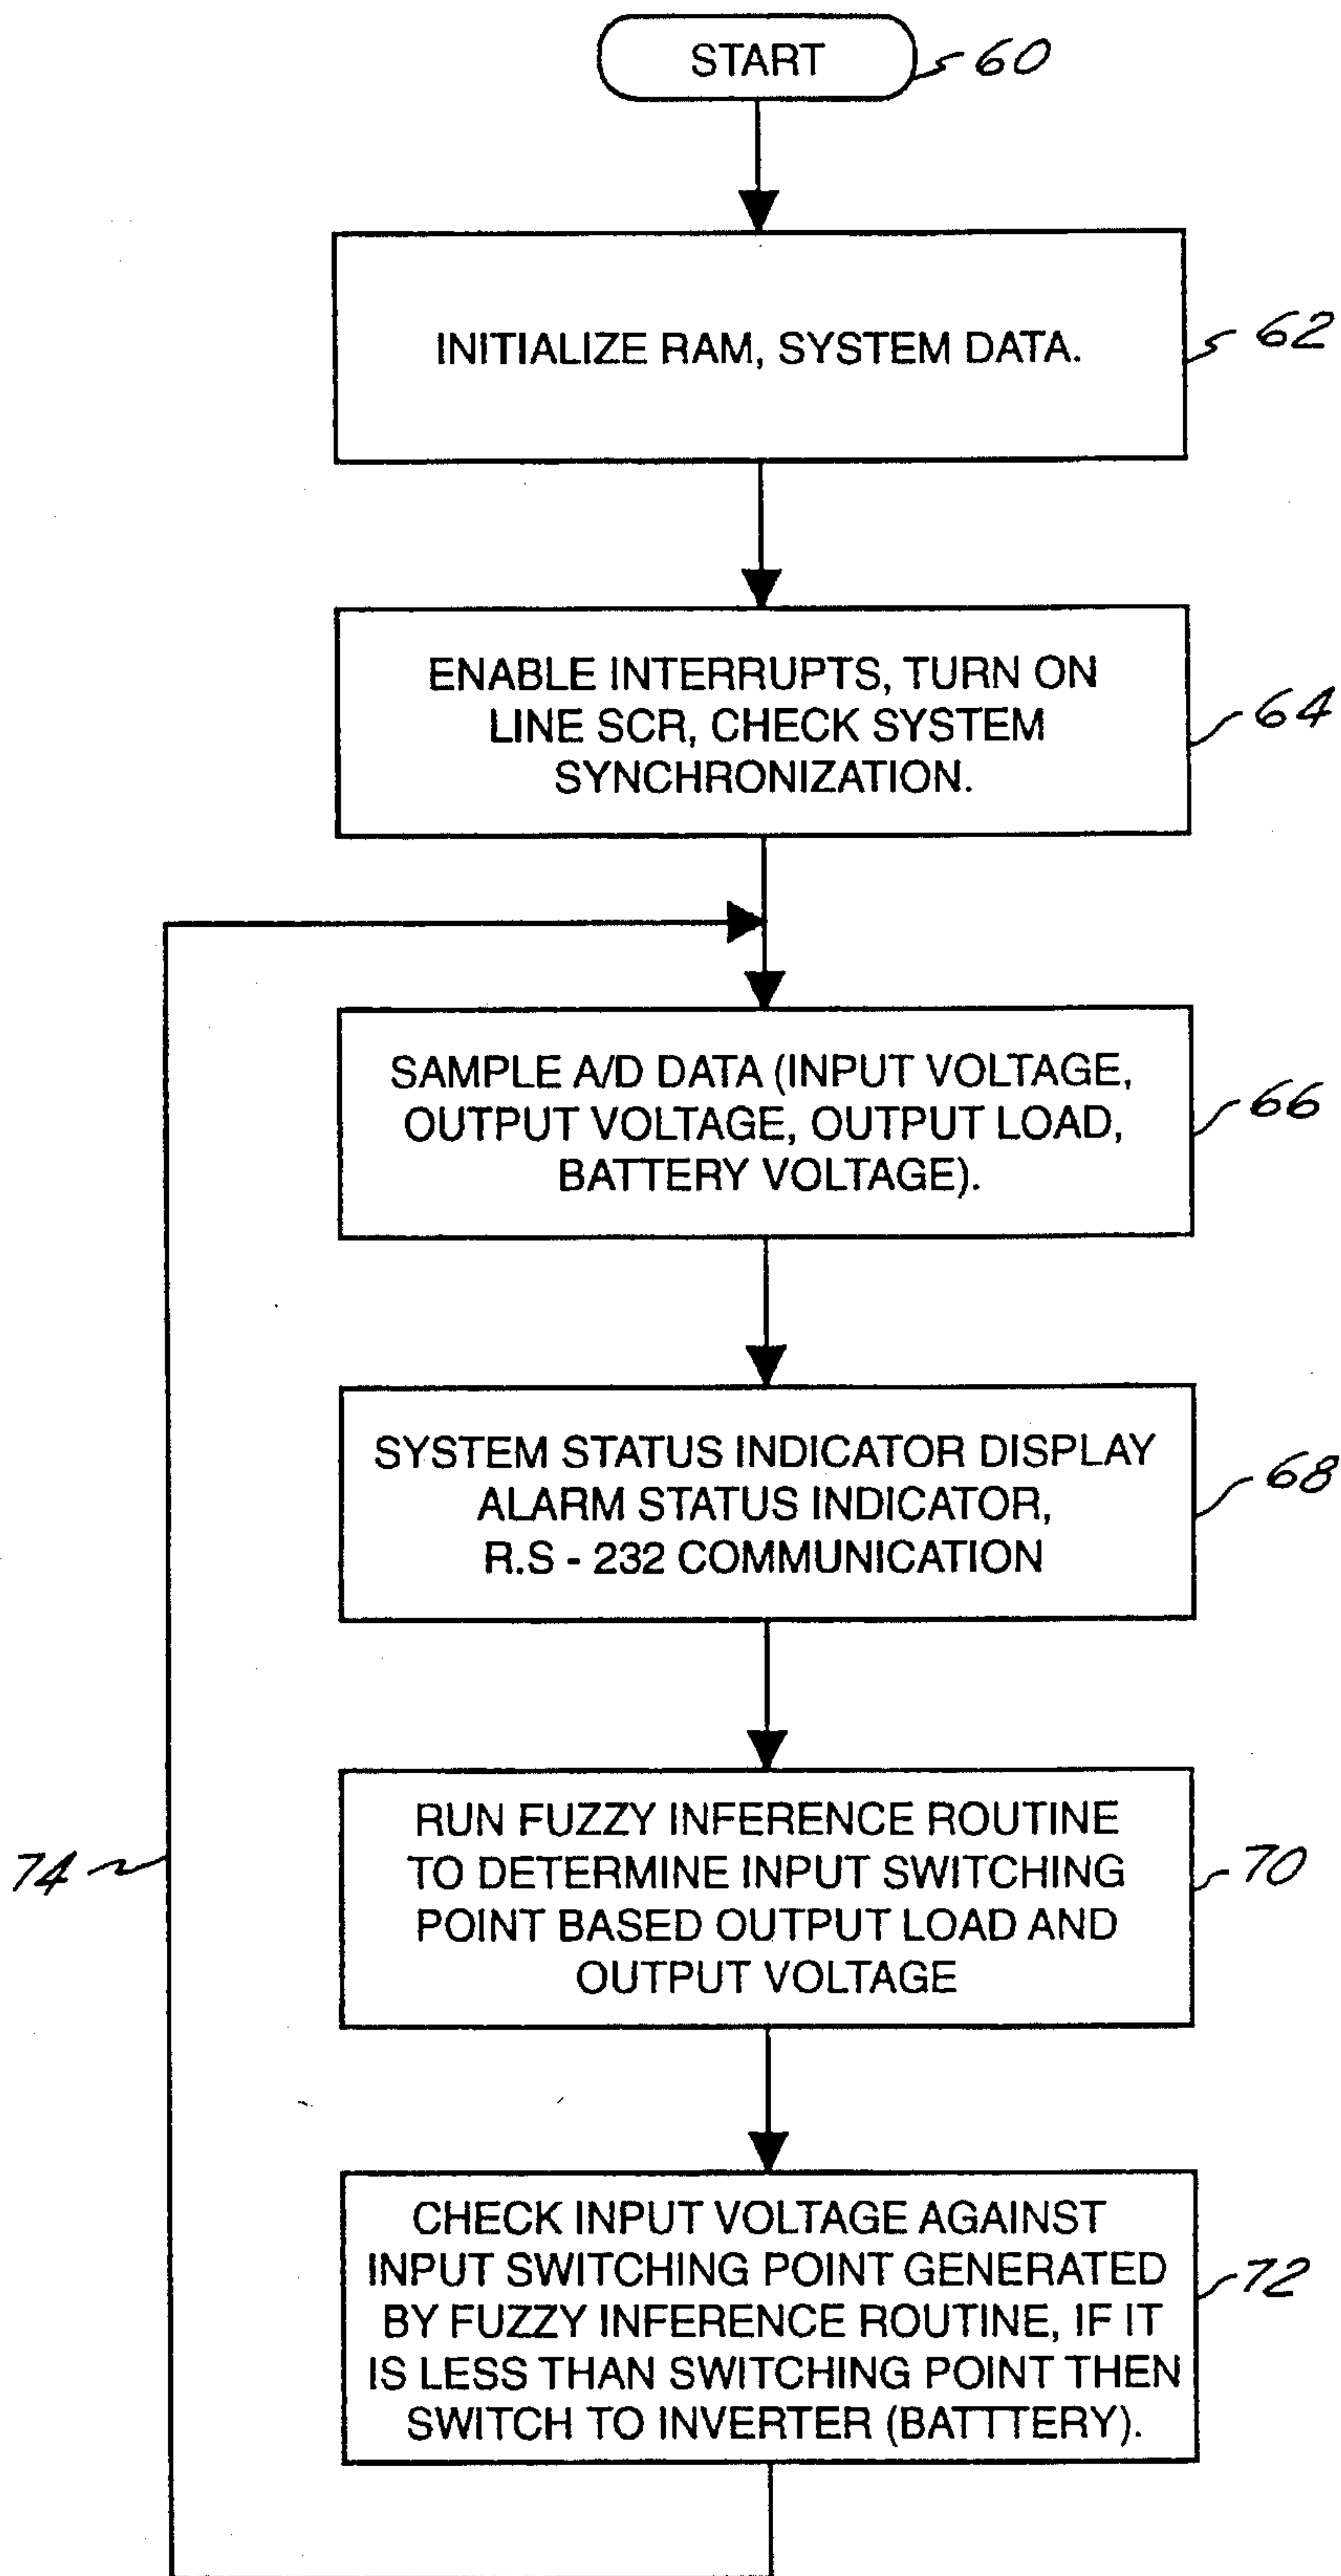 START
60
INITIALIZE RAM, SYSTEM DATA.
62
ENABLE INTERRUPTS, TURN ON
LINE SCR, CHECK SYSTEM
SYNCHRONIZATION.
64
SAMPLE A/D DATA (INPUT VOLTAGE,
OUTPUT VOLTAGE, OUTPUT LOAD,
BATTERY VOLTAGE).
66
SYSTEM STATUS INDICATOR DISPLAY
ALARM STATUS INDICATOR,
R.S - 232 COMMUNICATION
68
RUN FUZZY INFERENCE ROUTINE
TO DETERMINE INPUT SWITCHING
POINT BASED OUTPUT LOAD AND
OUTPUT VOLTAGE
70
74
CHECK INPUT VOLTAGE AGAINST
INPUT SWITCHING POINT GENERATED
BY FUZZY INFERENCE ROUTINE, IF IT
IS LESS THAN SWITCHING POINT THEN
SWITCH TO INVERTER (BATTTERY).
72